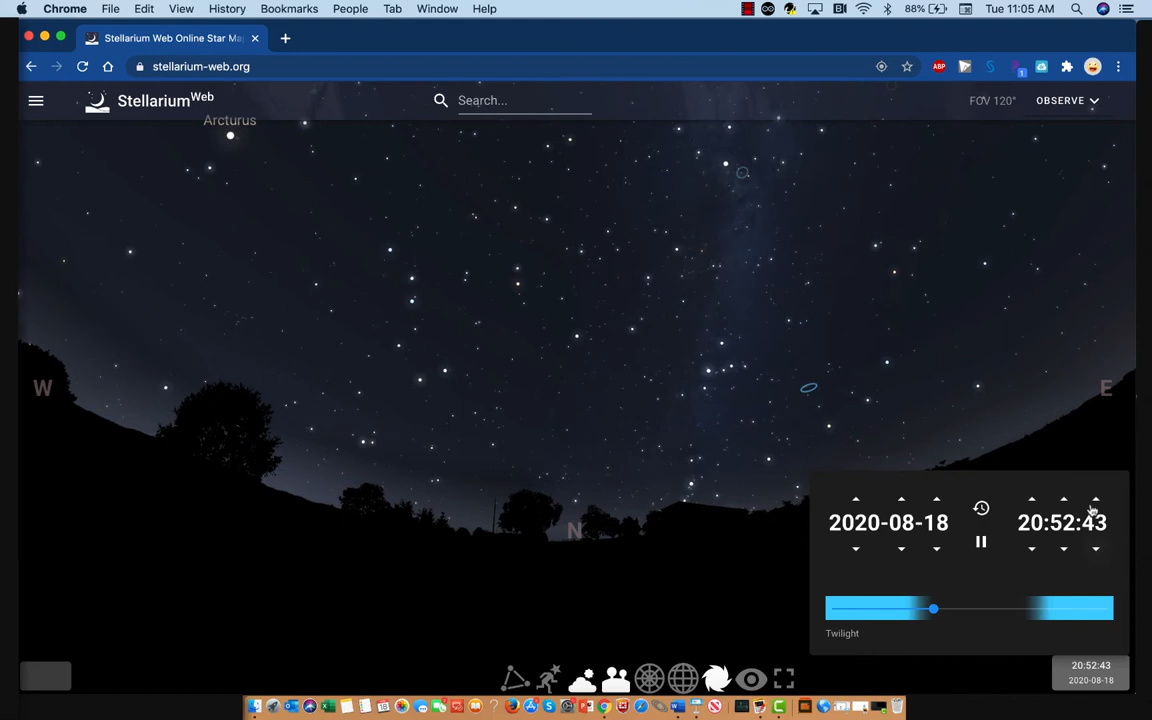 Chrome File Edit View History Bookmarks People Tab Window Help 88% Tue 11:05 AM
Stellarium Web Online Star Ma
stellarium-web.org ABP 1
Stellarium Web Search... FOV 120° OBSERVE
Arcturus
W E
N
2020-08-18 20:52:43
Twilight
20:52:43
2020-08-18